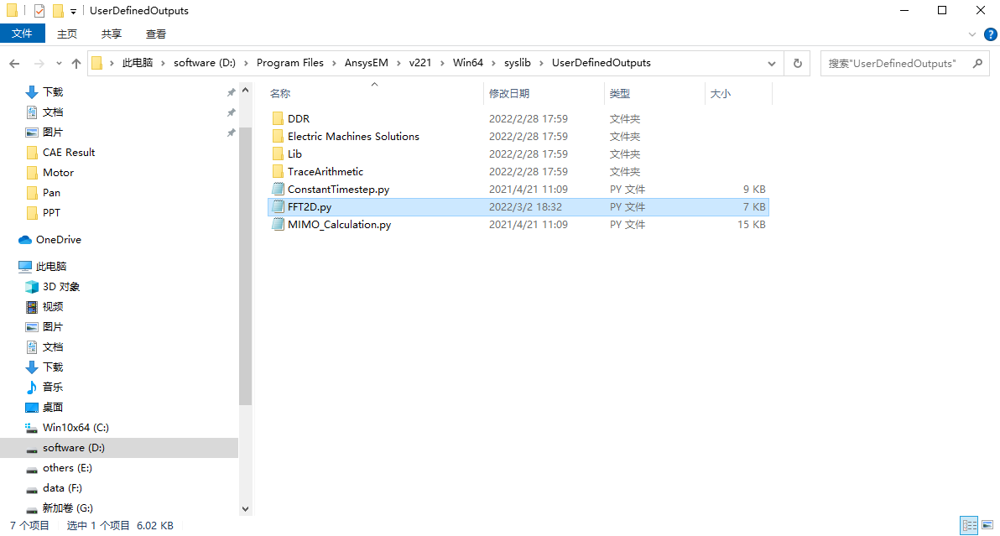 UserDefinedOutputs
文件 主页 共享 查看
此电脑 software (D:) Program Files AnsysEM v221 Win64 syslib UserDefinedOutputs
搜索"UserDefinedOutputs"
下载
文档
图片
CAE Result
Motor
Pan
PPT
OneDrive
此电脑
3D 对象
视频
图片
文档
下载
音乐
桌面
Win10x64 (C:)
software (D:)
others (E:)
data (F:)
新加卷 (G:)
名称 修改日期 类型 大小
DDR 2022/2/28 17:59 文件夹
Electric Machines Solutions 2022/2/28 17:59 文件夹
Lib 2022/2/28 17:59 文件夹
TraceArithmetic 2022/2/28 17:59 文件夹
ConstantTimestep.py 2021/4/21 11:09 PY 文件 9 KB
FFT2D.py 2022/3/2 18:32 PY 文件 7 KB
MIMO_Calculation.py 2021/4/21 11:09 PY 文件 15 KB
7 个项目 选中 1 个项目 6.02 KB